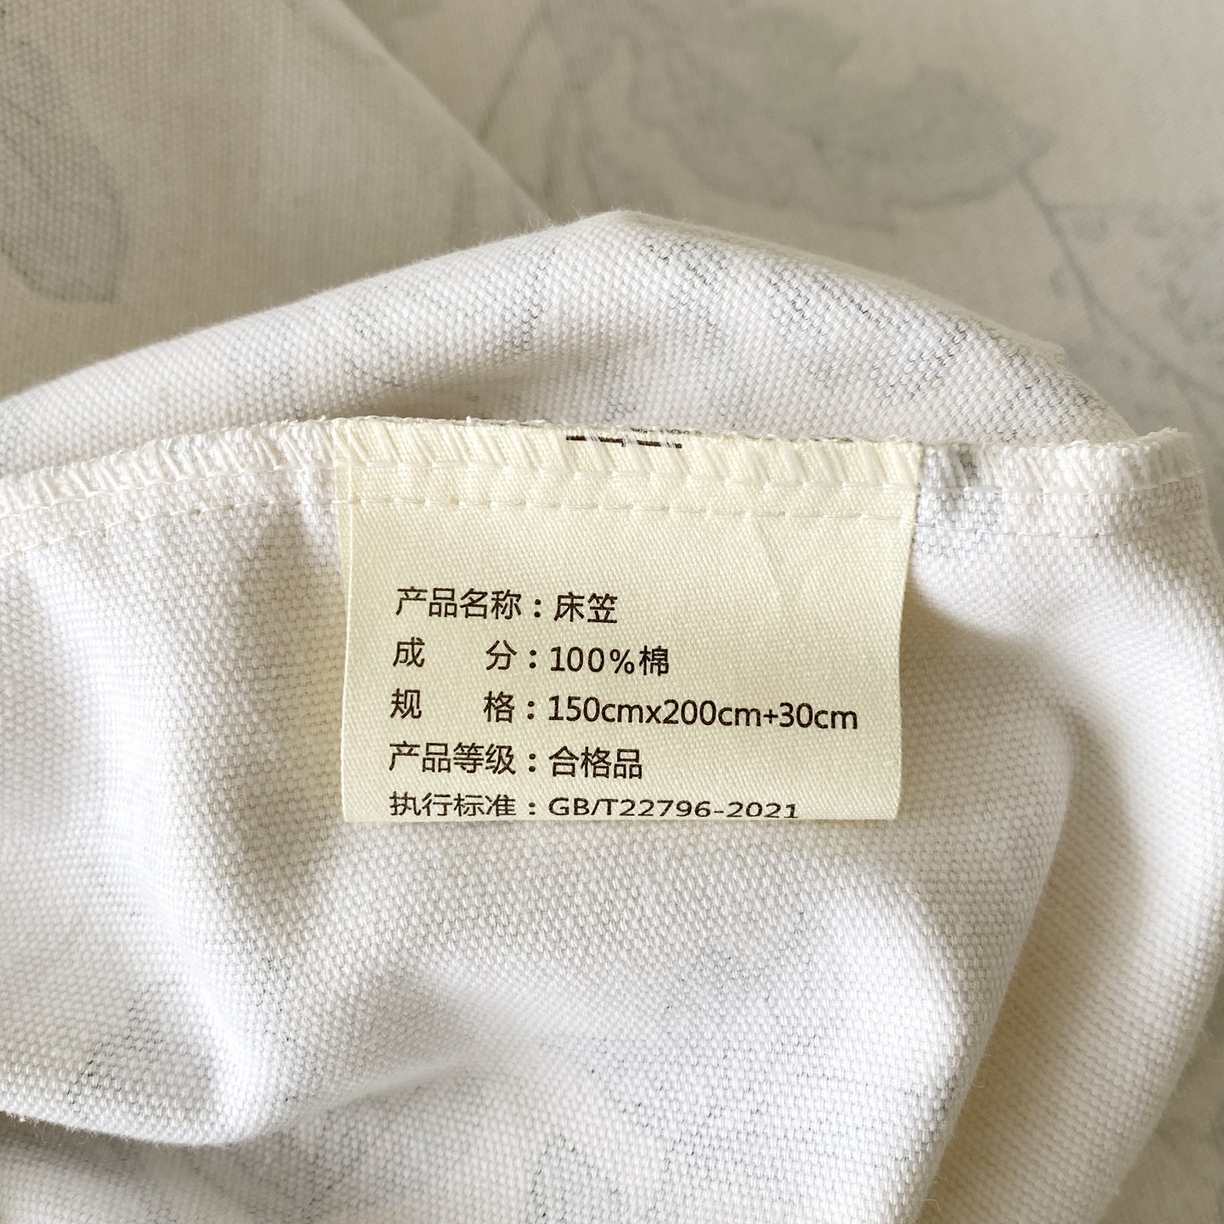 产品名称：床笠
成 分：100%棉
规 格：150cmx200cm+30cm
产品等级：合格品
执行标准：GB/T22796-2021